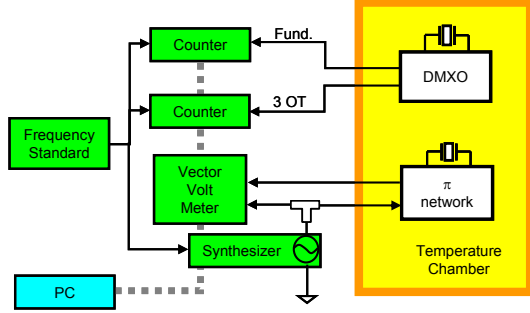 Fund.
Counter
DMXO
3 OT
Counter
Frequency
Standard
Vector
Volt
Meter
π
network
Synthesizer
Temperature
Chamber
PC